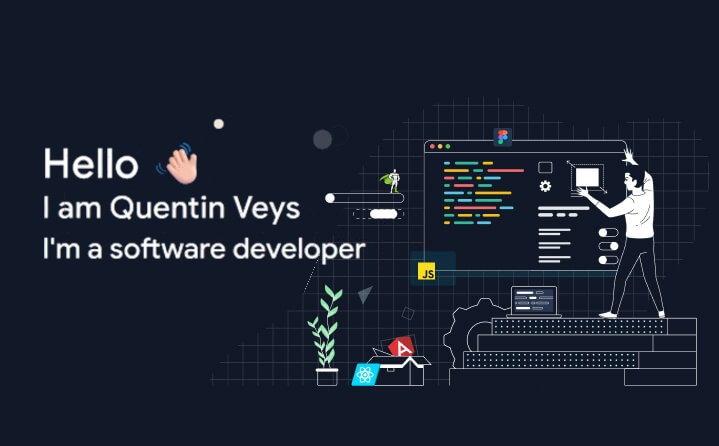 Hello 👋
I am Quentin Veys
I'm a software developer
JS
A